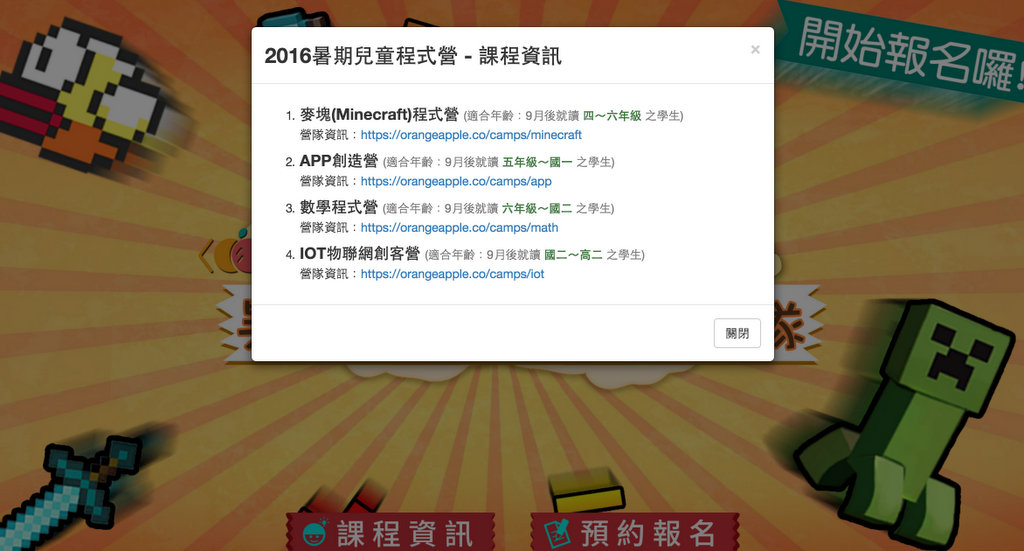 開始報名囉!
2016暑期兒童程式營 - 課程資訊
×
1. 麥塊(Minecraft)程式營 (適合年齡：9月後就讀 四～六年級 之學生)
營隊資訊：https://orangeapple.co/camps/minecraft
2. APP創造營 (適合年齡：9月後就讀 五年級～國一 之學生)
營隊資訊：https://orangeapple.co/camps/app
3. 數學程式營 (適合年齡：9月後就讀 六年級～國二 之學生)
營隊資訊：https://orangeapple.co/camps/math
4. IOT物聯網創客營 (適合年齡：9月後就讀 國二～高二 之學生)
營隊資訊：https://orangeapple.co/camps/iot
關閉
課程資訊
預約報名